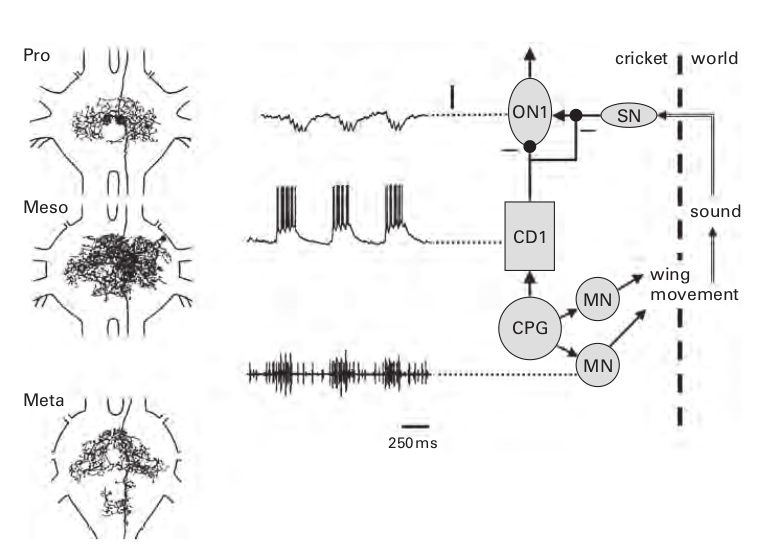 Pro
cricket world
ON1
SN
Meso
sound
CD1
wing
movement
MN
CPG
MN
Meta
250 ms